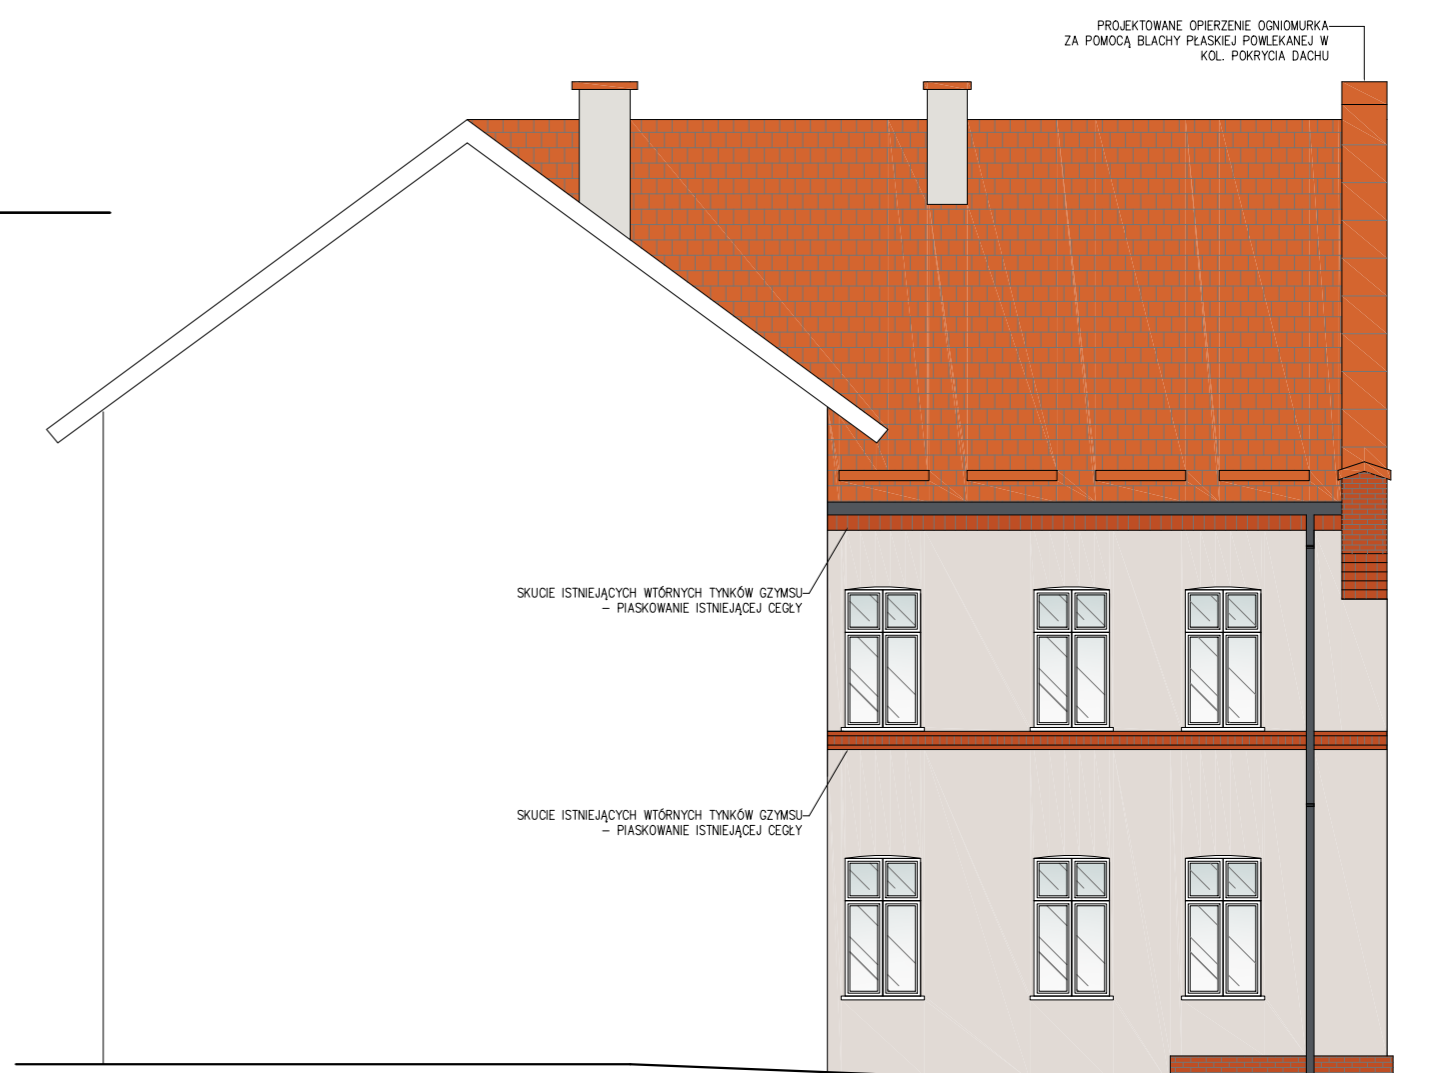 PROJEKTOWANE OPIERZENIE OGNIOMURKA
ZA POMOCĄ BLACHY PŁASKIEJ POWLEKANEJ W
KOL. POKRYCIA DACHU
SKUCIE ISTNIEJĄCYCH WTÓRNYCH TYNKÓW GZYMSU
– PIASKOWANIE ISTNIEJĄCEJ CEGŁY
SKUCIE ISTNIEJĄCYCH WTÓRNYCH TYNKÓW GZYMSU
– PIASKOWANIE ISTNIEJĄCEJ CEGŁY